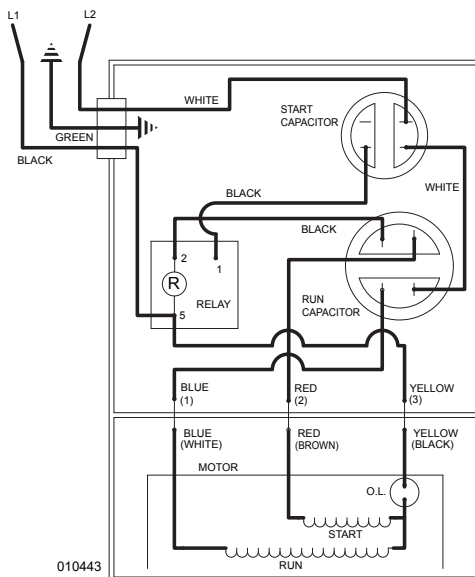 L1
L2
WHITE
GREEN
BLACK
START
CAPACITOR
WHITE
BLACK
BLACK
2
1
R
RELAY
5
RUN
CAPACITOR
BLUE
(1)
RED
(2)
YELLOW
(3)
BLUE
(WHITE)
RED
(BROWN)
YELLOW
(BLACK)
MOTOR
O.L.
START
RUN
010443